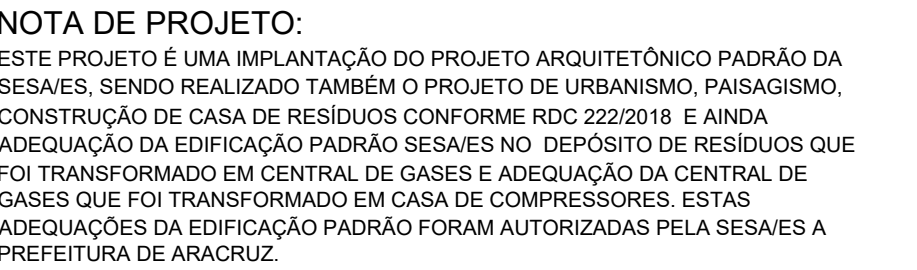 NOTA DE PROJETO:
ESTE PROJETO É UMA IMPLANTAÇÃO DO PROJETO ARQUITETÔNICO PADRÃO DA
SESA/ES, SENDO REALIZADO TAMBÉM O PROJETO DE URBANISMO, PAISAGISMO,
CONSTRUÇÃO DE CASA DE RESÍDUOS CONFORME RDC 222/2018 E AINDA
ADEQUAÇÃO DA EDIFICAÇÃO PADRÃO SESA/ES NO DEPÓSITO DE RESÍDUOS QUE
FOI TRANSFORMADO EM CENTRAL DE GASES E ADEQUAÇÃO DA CENTRAL DE
GASES QUE FOI TRANSFORMADO EM CASA DE COMPRESSORES. ESTAS
ADEQUAÇÕES DA EDIFICAÇÃO PADRÃO FORAM AUTORIZADAS PELA SESA/ES A
PREFEITURA DE ARACRUZ.